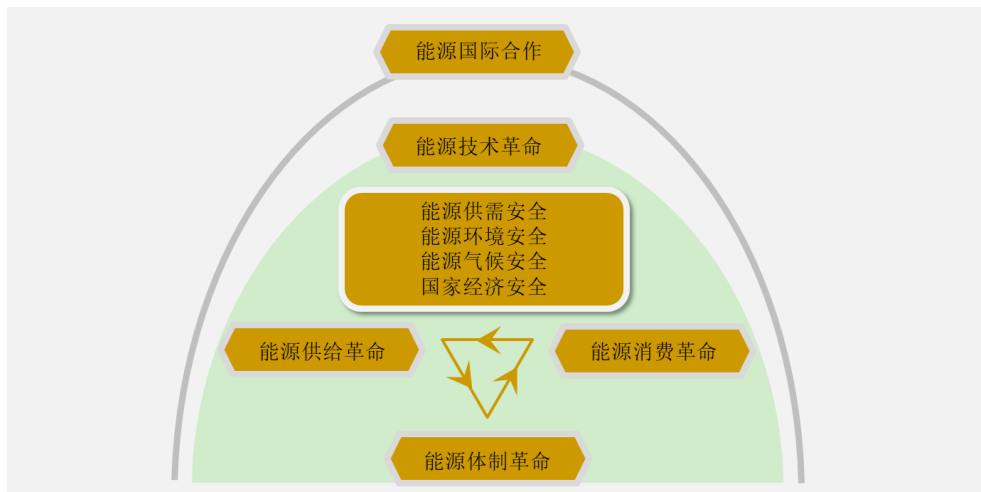 能源国际合作
能源技术革命
能源供需安全
能源环境安全
能源气候安全
国家经济安全
能源供给革命
能源消费革命
能源体制革命